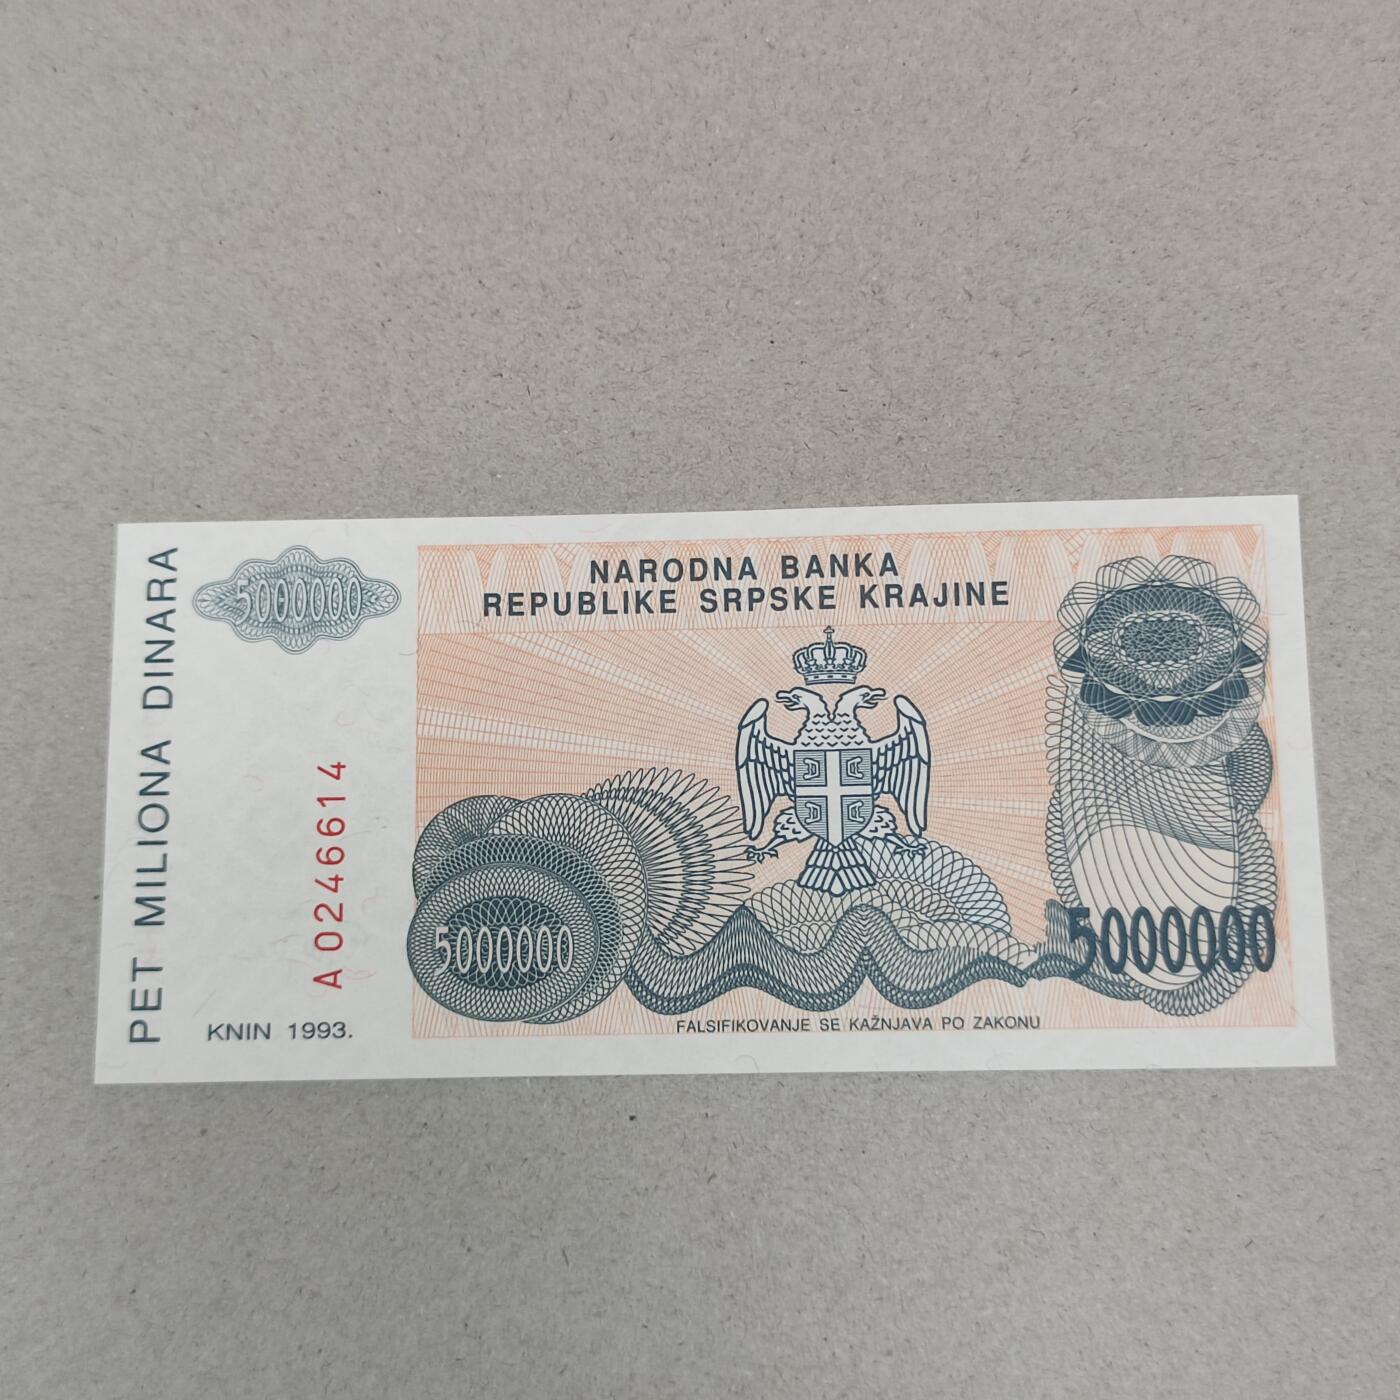 PET MILIONA DINARA
5000000
A 0246614
KNIN 1993.
NARODNA BANKA
REPUBLIKE SRPSKE KRAJINE
5000000
5000000
FALSIFIKOVANJE SE KAŽNJAVA PO ZAKONU